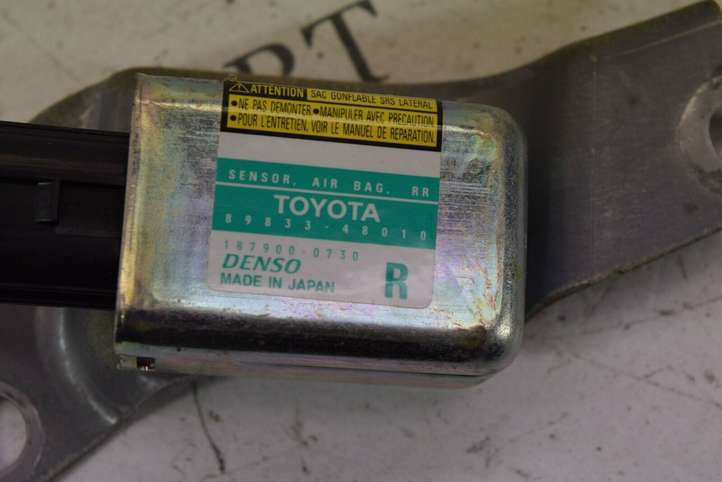 ATTENTION SAC GONFLABLE SRS LATERAL
•NE PAS DEMONTER •MANIPULER AVEC PRECAUTION
•POUR L'ENTRETIEN, VOIR LE MANUEL DE REPARATION.
SENSOR, AIR BAG, RR
TOYOTA
89833-48010
187900-0730
DENSO
MADE IN JAPAN
R